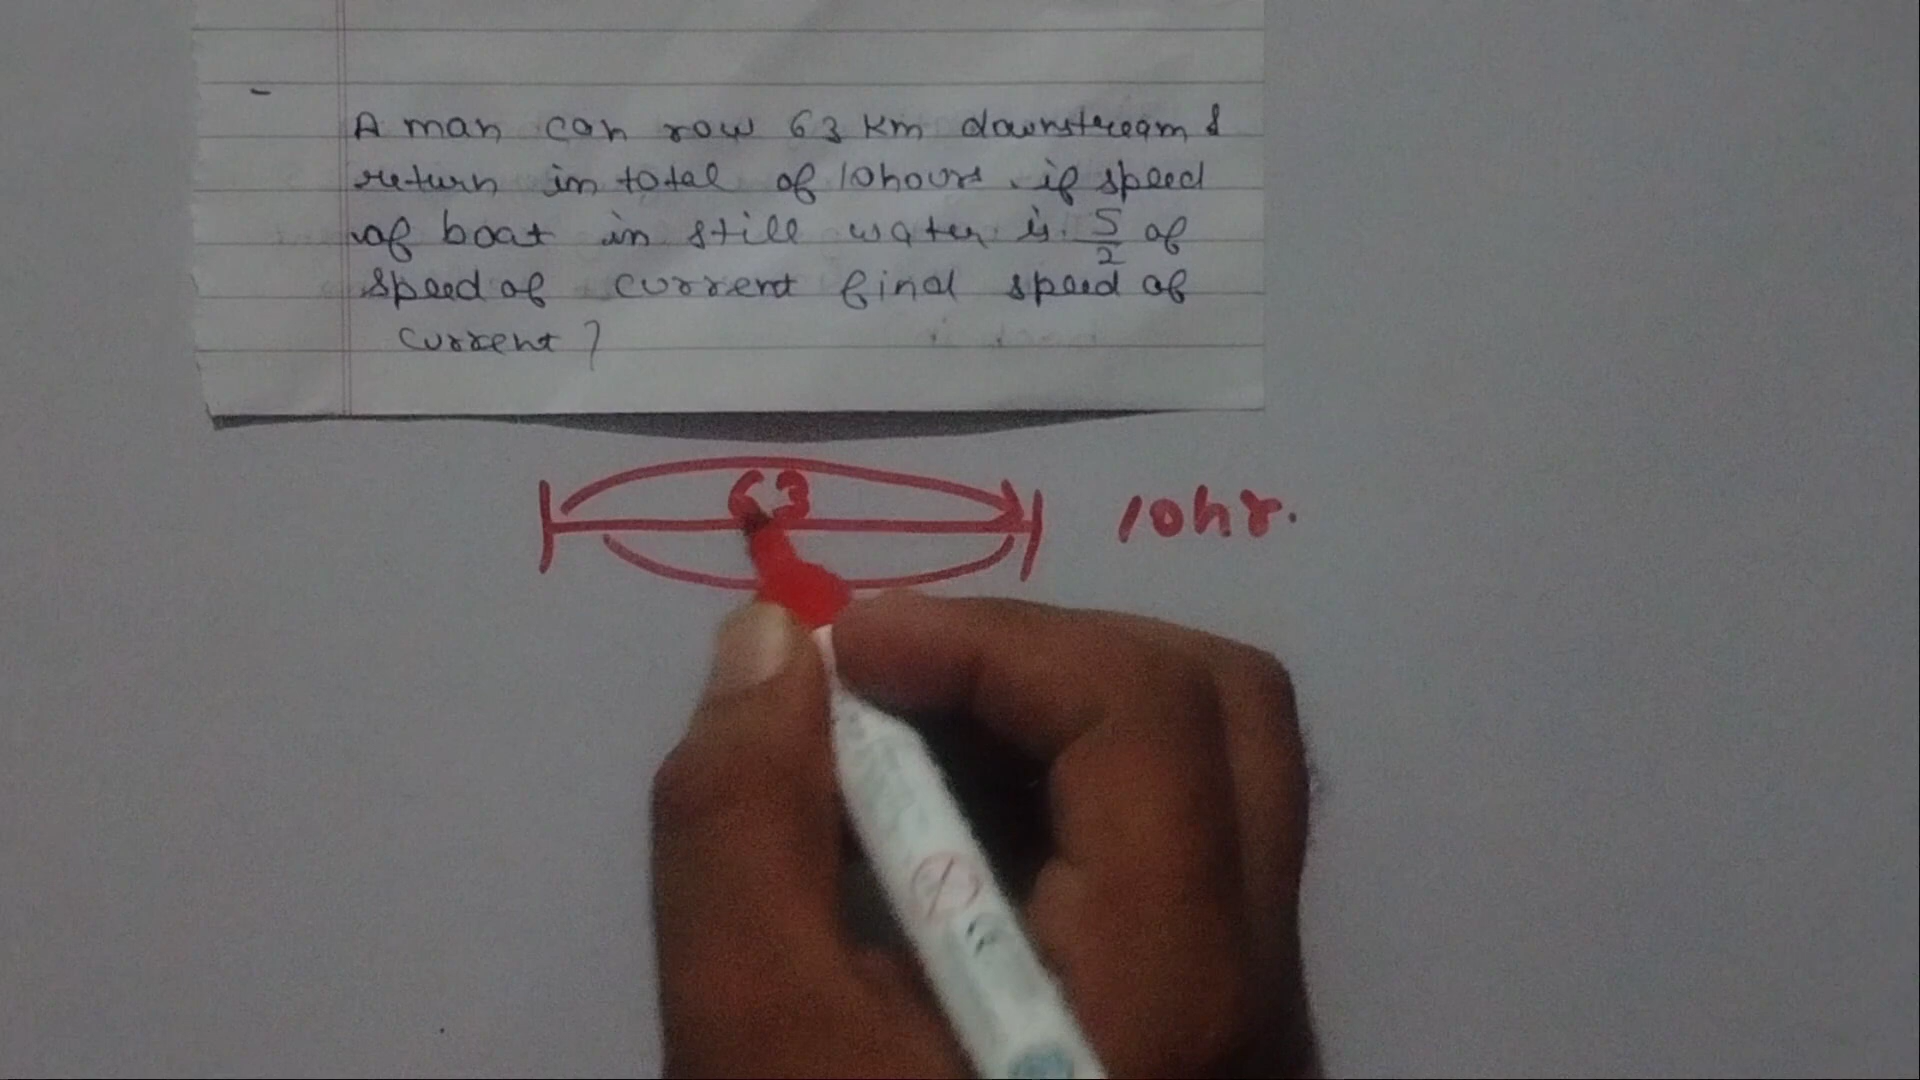 A man can row 63 Km downstream &
return in total of 10hours. if speed
of boat in still water is 5/2 of
speed of current find speed of
current?
63
10hr.